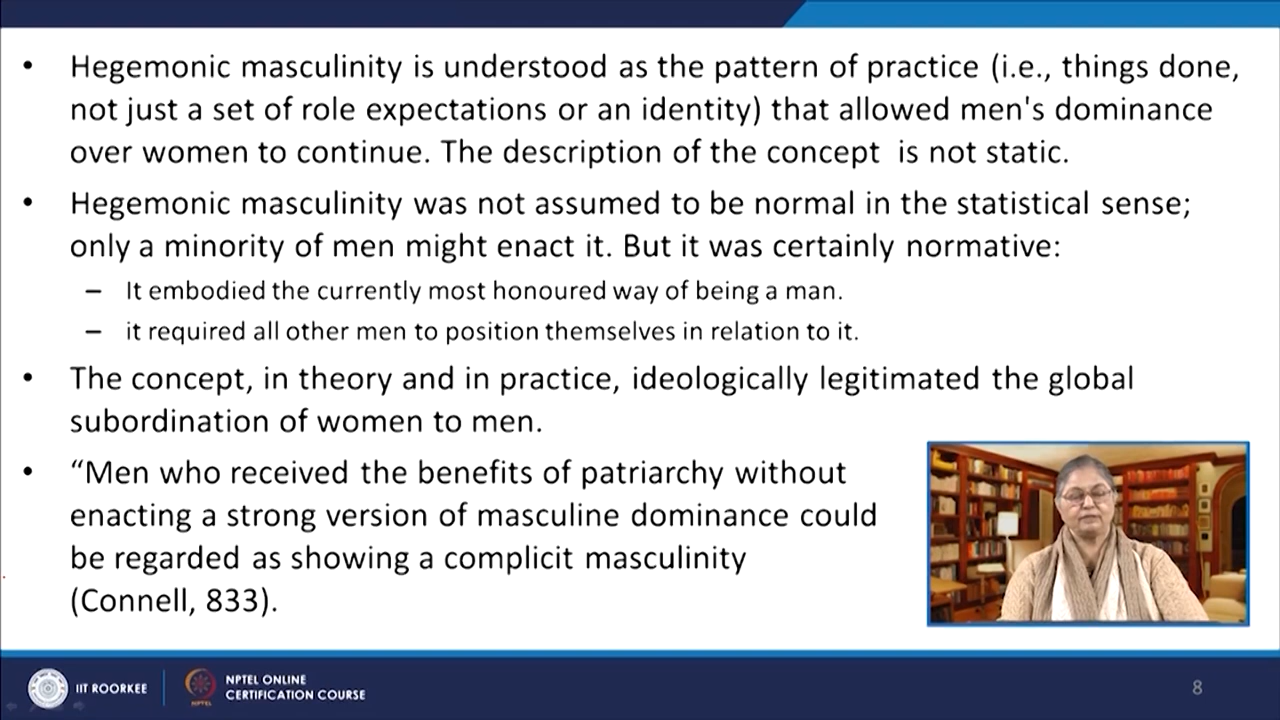 • Hegemonic masculinity is understood as the pattern of practice (i.e., things done,
not just a set of role expectations or an identity) that allowed men's dominance
over women to continue. The description of the concept is not static.
• Hegemonic masculinity was not assumed to be normal in the statistical sense;
only a minority of men might enact it. But it was certainly normative:
– It embodied the currently most honoured way of being a man.
– it required all other men to position themselves in relation to it.
• The concept, in theory and in practice, ideologically legitimated the global
subordination of women to men.
• “Men who received the benefits of patriarchy without
enacting a strong version of masculine dominance could
be regarded as showing a complicit masculinity
(Connell, 833).
IIT ROORKEE
NPTEL
NPTEL ONLINE
CERTIFICATION COURSE
8